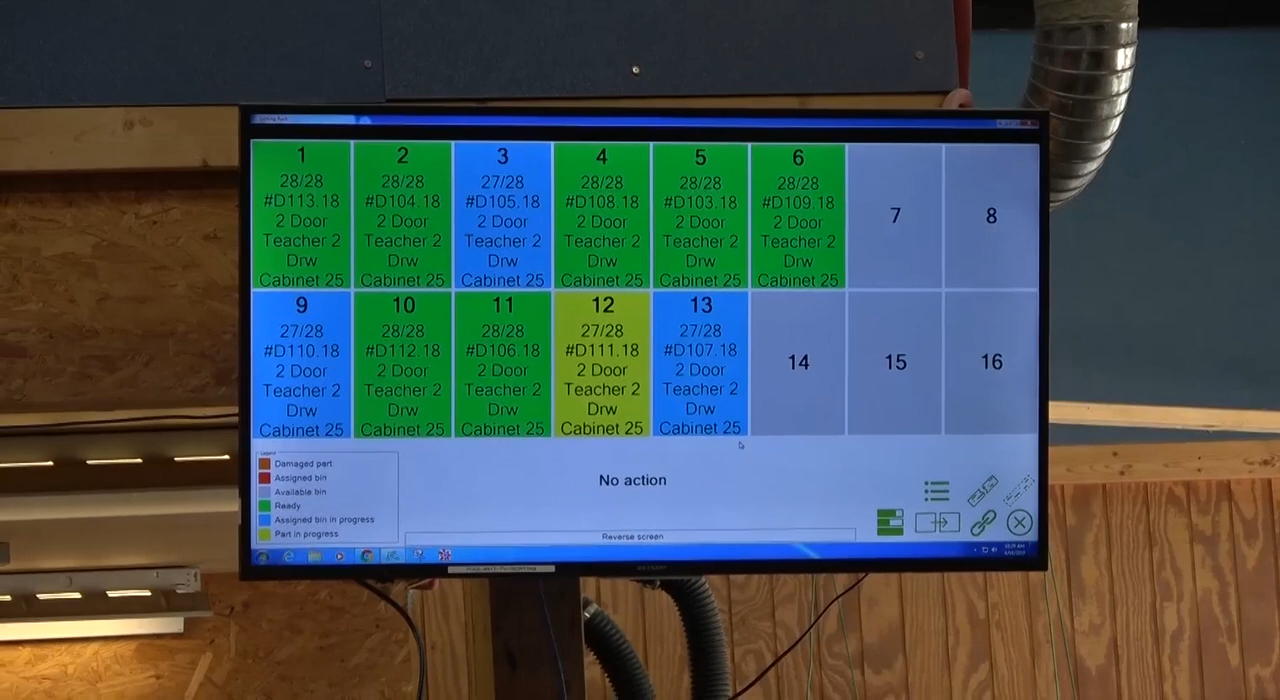 Sorting Rack
1
28/28
#D113.18
2 Door
Teacher 2
Drw
Cabinet 25
2
28/28
#D104.18
2 Door
Teacher 2
Drw
Cabinet 25
3
27/28
#D105.18
2 Door
Teacher 2
Drw
Cabinet 25
4
28/28
#D108.18
2 Door
Teacher 2
Drw
Cabinet 25
5
28/28
#D103.18
2 Door
Teacher 2
Drw
Cabinet 25
6
28/28
#D109.18
2 Door
Teacher 2
Drw
Cabinet 25
7
8
9
27/28
#D110.18
2 Door
Teacher 2
Drw
Cabinet 25
10
28/28
#D112.18
2 Door
Teacher 2
Drw
Cabinet 25
11
28/28
#D106.18
2 Door
Teacher 2
Drw
Cabinet 25
12
27/28
#D111.18
2 Door
Teacher 2
Drw
Cabinet 25
13
27/28
#D107.18
2 Door
Teacher 2
Drw
Cabinet 25
14
15
16
Legend
Damaged part
Assigned bin
Available bin
Ready
Assigned bin in progress
Part in progress
No action
Reverse screen